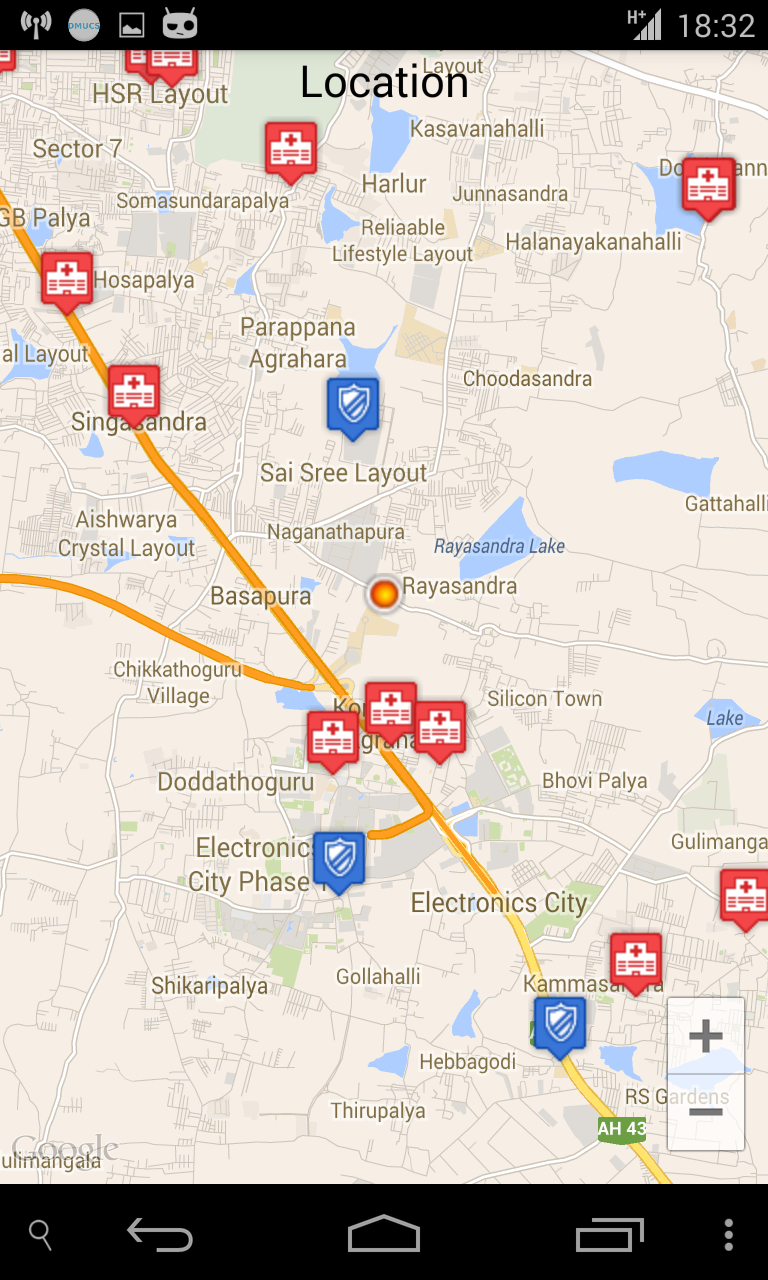 DMUCS
H+
18:32
Location
Layout
HSR Layout
Kasavanahalli
Sector 7
Harlur
Somasundarapalya
Junnasandra
GB Palya
Reliaable
Lifestyle Layout
Halanayakanahalli
Hosapalya
Parappana
Agrahara
al Layout
Choodasandra
Singasandra
Sai Sree Layout
Gattahalli
Aishwarya
Crystal Layout
Naganathapura
Rayasandra Lake
Rayasandra
Basapura
Chikkathoguru
Village
Silicon Town
Lake
Doddathoguru
Bhovi Palya
Electronic
City Phase
Gulimanga
Electronics City
Shikaripalya
Gollahalli
Hebbagodi
RS Gardens
Thirupalya
AH 43
Google
ulimangala